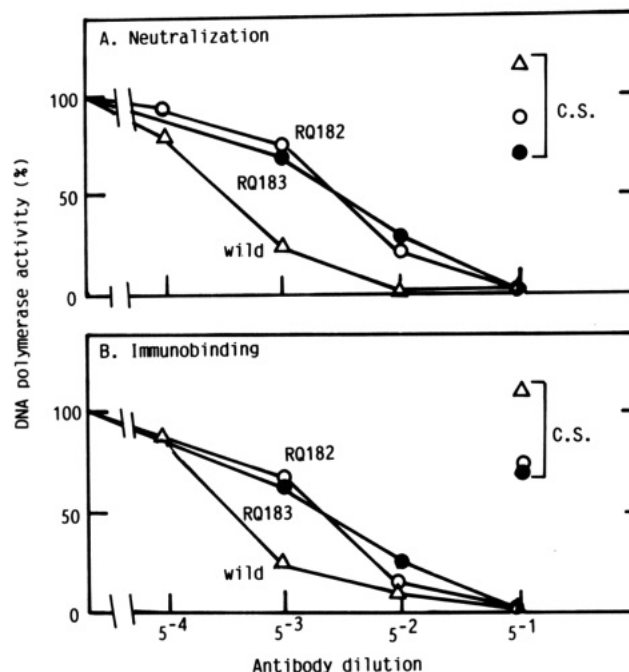 A. Neutralization
100
50
0
RQ182
RQ183
wild
C.S.
DNA polymerase activity (%)
B. Immunobinding
100
50
0
RQ182
RQ183
wild
C.S.
5-4
5-3
5-2
5-1
Antibody dilution